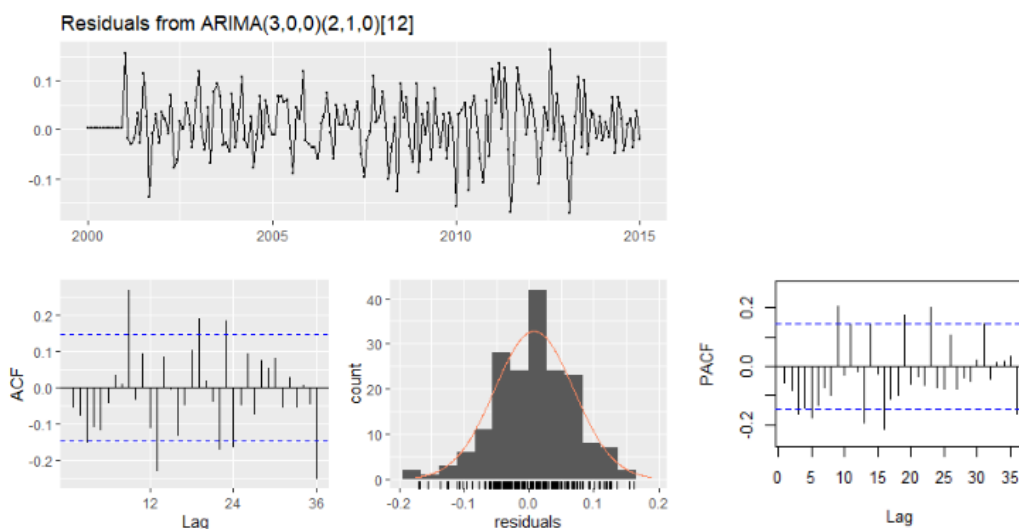 Residuals from ARIMA(3,0,0)(2,1,0)[12]
0.1
0.0
-0.1
2000 2005 2010 2015
ACF
0.2
0.1
0.0
-0.1
-0.2
12 24 36
Lag
count
40
30
20
10
0
-0.2 -0.1 0.0 0.1 0.2
residuals
PACF
0.2
0.0
-0.2
0 5 10 15 20 25 30 35
Lag